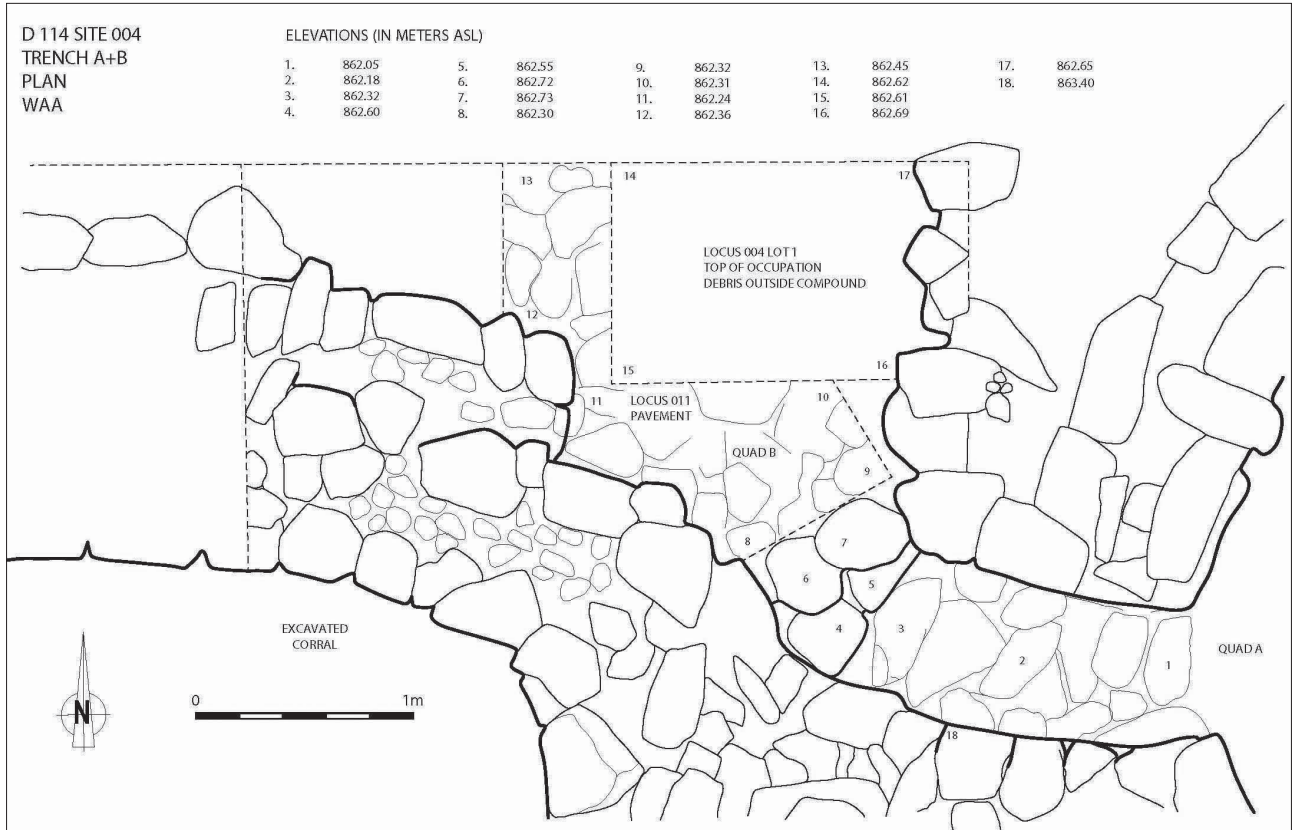 D 114 SITE 004
TRENCH A+B
PLAN
WAA
ELEVATIONS (IN METERS ASL)
1. 862.05 5. 862.55 9. 862.32 13. 862.45 17. 862.65
2. 862.18 6. 862.72 10. 862.31 14. 862.62 18. 863.40
3. 862.32 7. 862.73 11. 862.24 15. 862.61
4. 862.60 8. 862.30 12. 862.36 16. 862.69
13 14 17
LOCUS 004 LOT 1
TOP OF OCCUPATION
DEBRIS OUTSIDE COMPOUND
12
15 16
11 LOCUS 011 10
PAVEMENT
QUAD B
9
8 7
6 5
4 3
2 1 QUAD A
EXCAVATED
CORRAL
N
0 1m
18